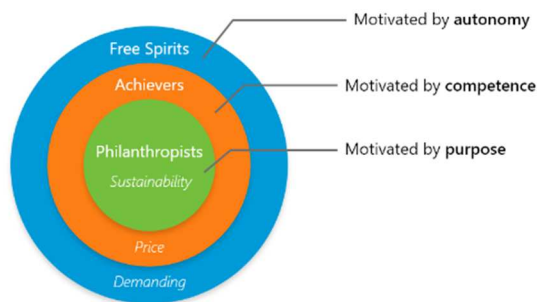 Free Spirits
Motivated by autonomy
Achievers
Motivated by competence
Philanthropists
Motivated by purpose
Sustainability
Price
Demanding